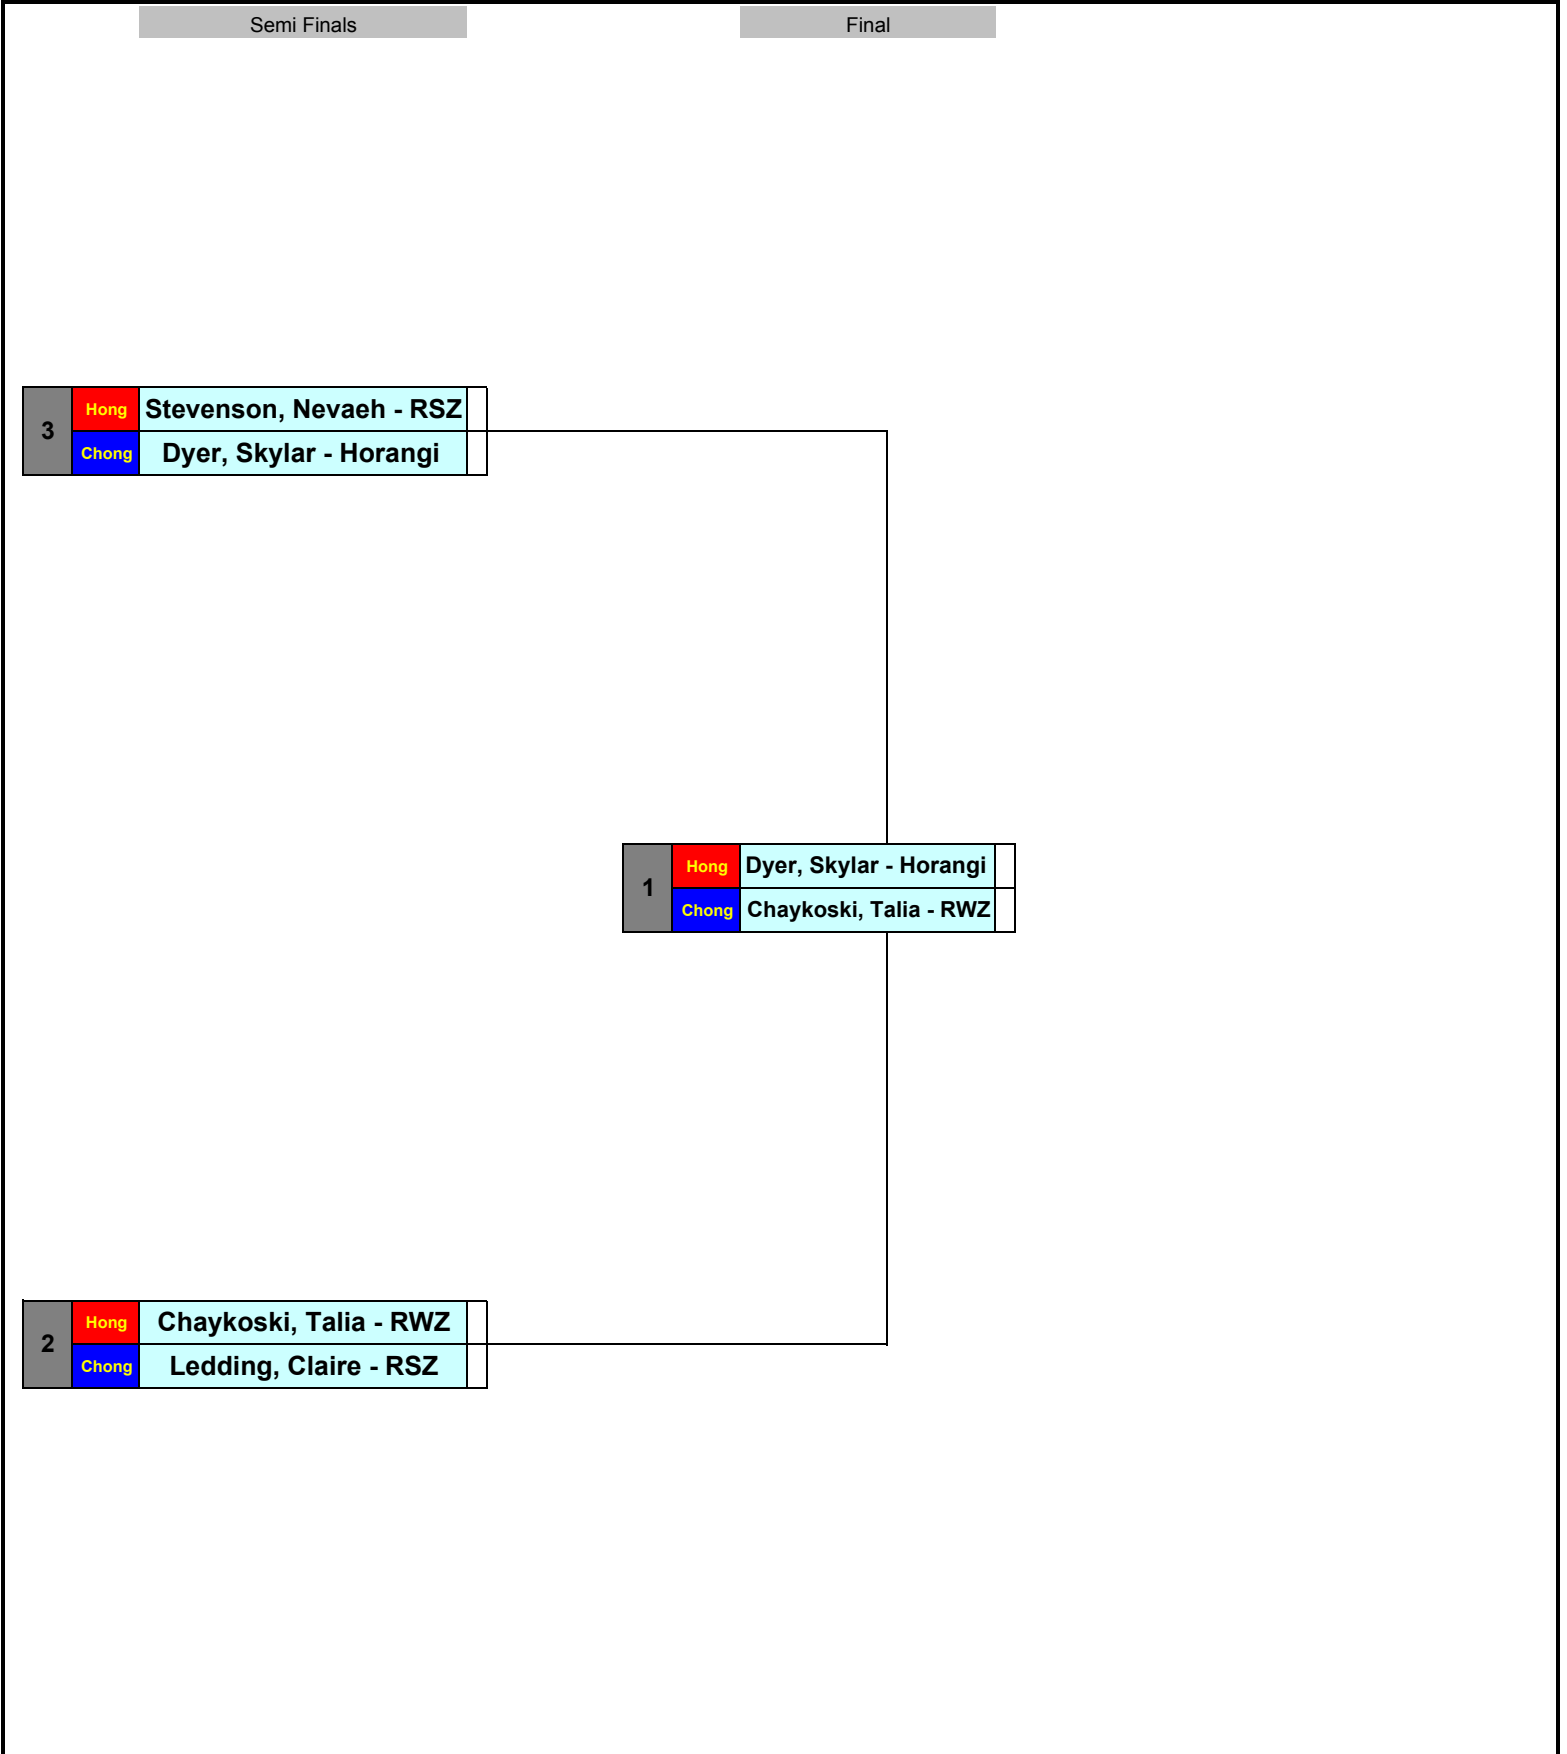 Semi Finals Final
3 Hong Stevenson, Nevaeh - RSZ
Chong Dyer, Skylar - Horangi
1 Hong Dyer, Skylar - Horangi
Chong Chaykoski, Talia - RWZ
2 Hong Chaykoski, Talia - RWZ
Chong Ledding, Claire - RSZ